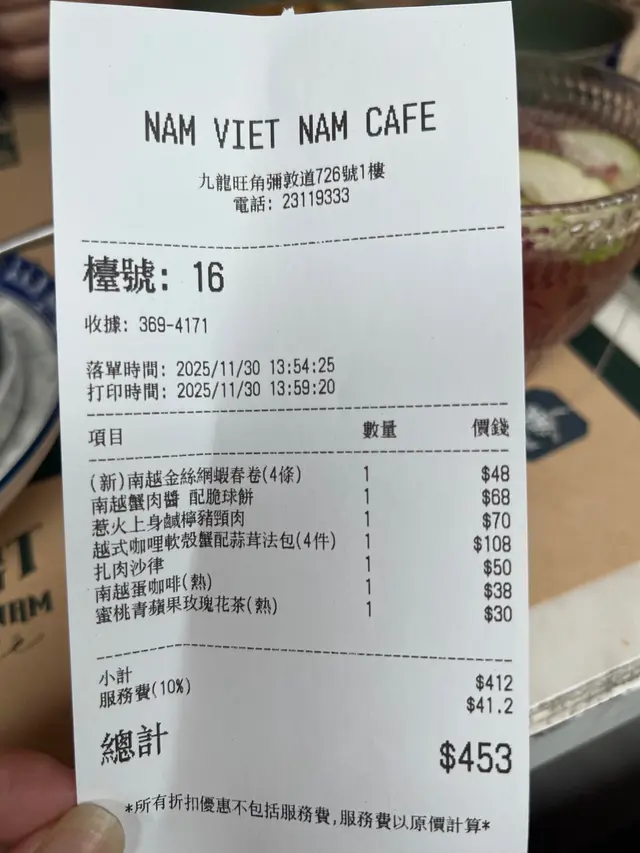 NAM VIET NAM CAFE
九龍旺角彌敦道726號1樓
電話: 23119333
檯號: 16
收據: 369-4171
落單時間: 2025/11/30 13:54:25
打印時間: 2025/11/30 13:59:20
項目 數量 價錢
(新)南越金絲網蝦春卷(4條) 1 $48
南越蟹肉醬 配脆球餅 1 $68
惹火上身鹹檸豬頸肉 1 $70
越式咖哩軟殼蟹配蒜茸法包(4件) 1 $108
扎肉沙律 1 $50
南越蛋咖啡(熱) 1 $38
蜜桃青蘋果玫瑰花茶(熱) 1 $30
小計 $412
服務費(10%) $41.2
總計 $453
*所有折扣優惠不包括服務費,服務費以原價計算*